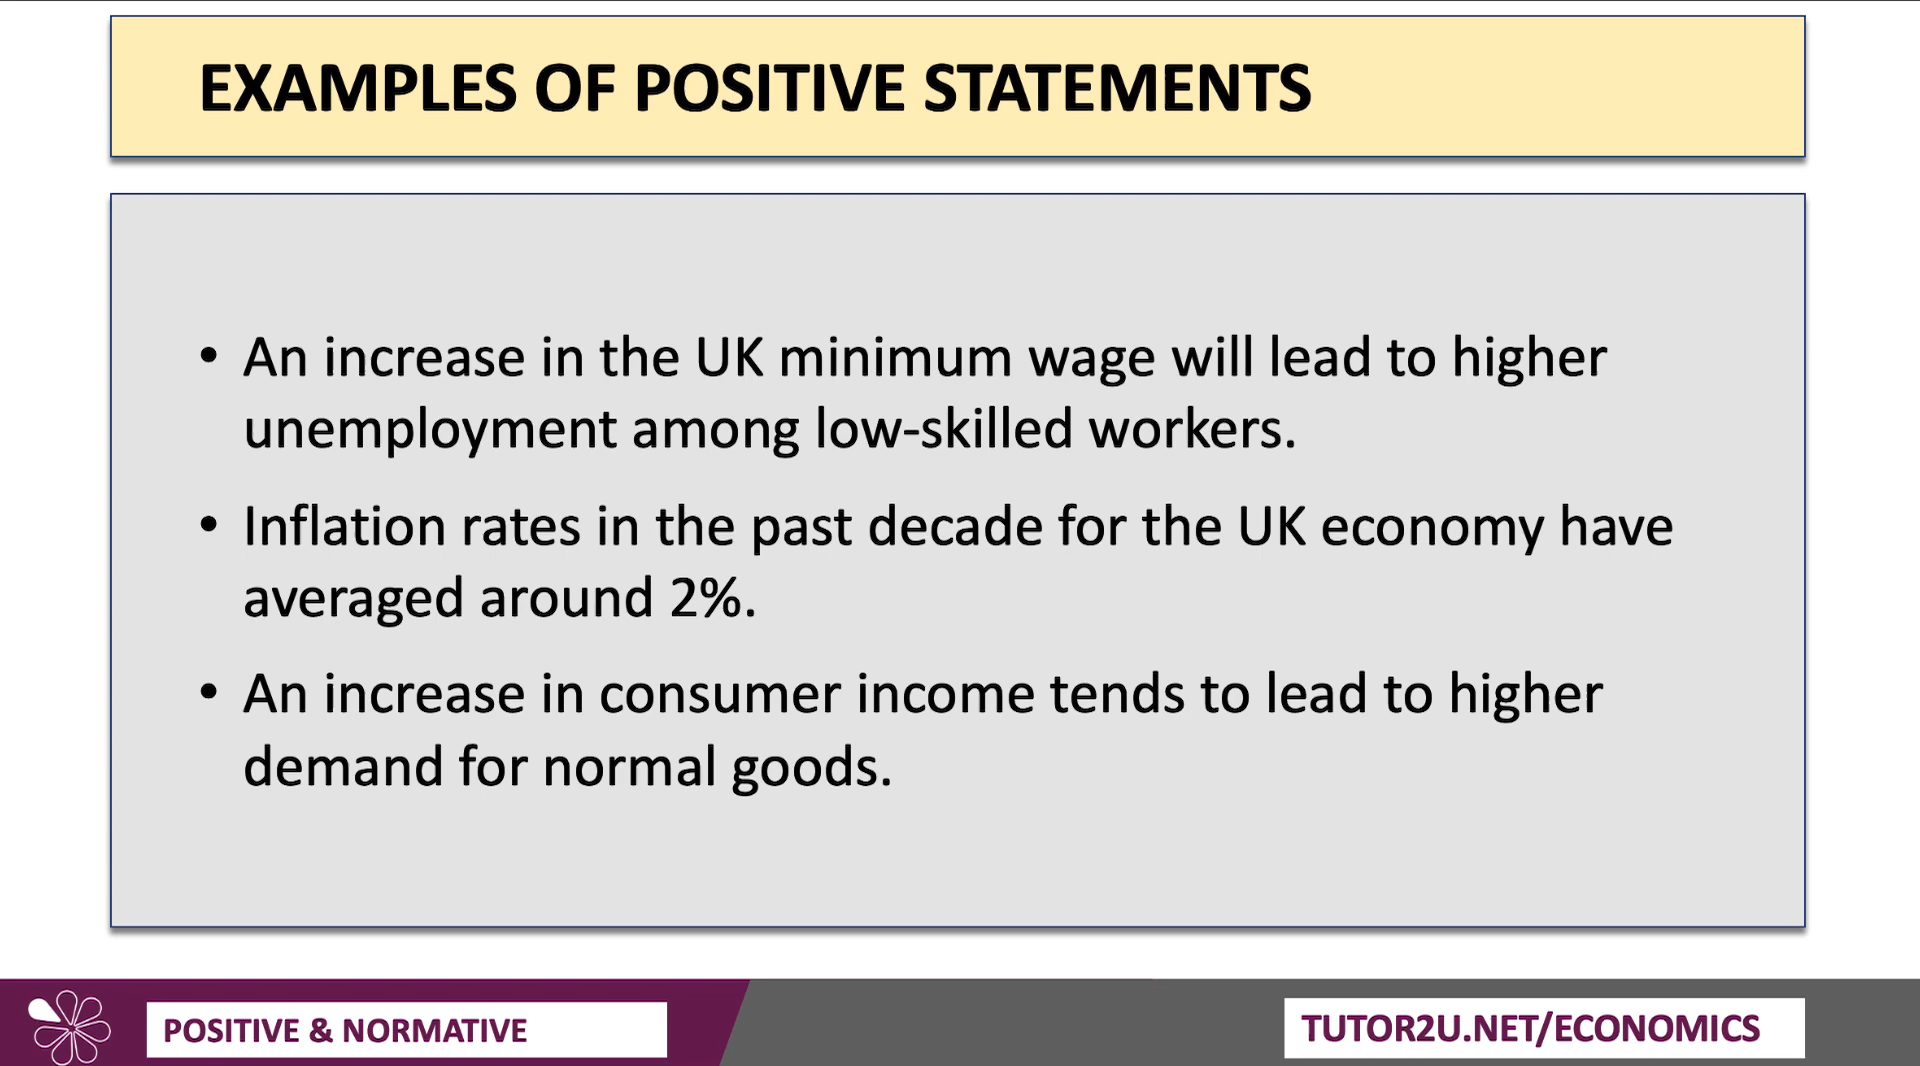 EXAMPLES OF POSITIVE STATEMENTS
• An increase in the UK minimum wage will lead to higher
unemployment among low-skilled workers.
• Inflation rates in the past decade for the UK economy have
averaged around 2%.
• An increase in consumer income tends to lead to higher
demand for normal goods.
POSITIVE & NORMATIVE
TUTOR2U.NET/ECONOMICS